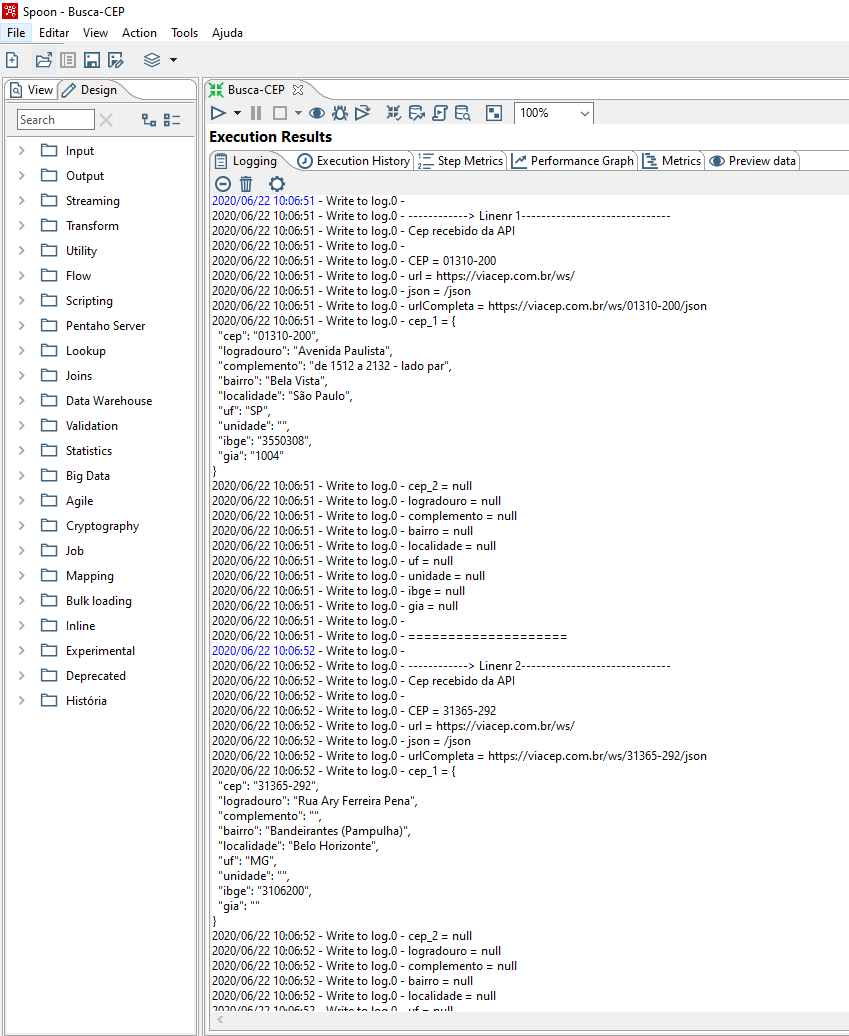 Spoon - Busca-CEP
File Editar View Action Tools Ajuda
View Design
Search
Input
Output
Streaming
Transform
Utility
Flow
Scripting
Pentaho Server
Lookup
Joins
Data Warehouse
Validation
Statistics
Big Data
Agile
Cryptography
Job
Mapping
Bulk loading
Inline
Experimental
Deprecated
História
Busca-CEP
100%
Execution Results
Logging Execution History Step Metrics Performance Graph Metrics Preview data
2020/06/22 10:06:51 - Write to log.0 -
2020/06/22 10:06:51 - Write to log.0 - ------------> Linenr 1------------------------------
2020/06/22 10:06:51 - Write to log.0 - Cep recebido da API
2020/06/22 10:06:51 - Write to log.0 -
2020/06/22 10:06:51 - Write to log.0 - CEP = 01310-200
2020/06/22 10:06:51 - Write to log.0 - url = https://viacep.com.br/ws/
2020/06/22 10:06:51 - Write to log.0 - json = /json
2020/06/22 10:06:51 - Write to log.0 - urlCompleta = https://viacep.com.br/ws/01310-200/json
2020/06/22 10:06:51 - Write to log.0 - cep_1 = {
"cep": "01310-200",
"logradouro": "Avenida Paulista",
"complemento": "de 1512 a 2132 - lado par",
"bairro": "Bela Vista",
"localidade": "São Paulo",
"uf": "SP",
"unidade": "",
"ibge": "3550308",
"gia": "1004"
}
2020/06/22 10:06:51 - Write to log.0 - cep_2 = null
2020/06/22 10:06:51 - Write to log.0 - logradouro = null
2020/06/22 10:06:51 - Write to log.0 - complemento = null
2020/06/22 10:06:51 - Write to log.0 - bairro = null
2020/06/22 10:06:51 - Write to log.0 - localidade = null
2020/06/22 10:06:51 - Write to log.0 - uf = null
2020/06/22 10:06:51 - Write to log.0 - unidade = null
2020/06/22 10:06:51 - Write to log.0 - ibge = null
2020/06/22 10:06:51 - Write to log.0 - gia = null
2020/06/22 10:06:51 - Write to log.0 -
2020/06/22 10:06:51 - Write to log.0 - ====================
2020/06/22 10:06:52 - Write to log.0 -
2020/06/22 10:06:52 - Write to log.0 - ------------> Linenr 2------------------------------
2020/06/22 10:06:52 - Write to log.0 - Cep recebido da API
2020/06/22 10:06:52 - Write to log.0 -
2020/06/22 10:06:52 - Write to log.0 - CEP = 31365-292
2020/06/22 10:06:52 - Write to log.0 - url = https://viacep.com.br/ws/
2020/06/22 10:06:52 - Write to log.0 - json = /json
2020/06/22 10:06:52 - Write to log.0 - urlCompleta = https://viacep.com.br/ws/31365-292/json
2020/06/22 10:06:52 - Write to log.0 - cep_1 = {
"cep": "31365-292",
"logradouro": "Rua Ary Ferreira Pena",
"complemento": "",
"bairro": "Bandeirantes (Pampulha)",
"localidade": "Belo Horizonte",
"uf": "MG",
"unidade": "",
"ibge": "3106200",
"gia": ""
}
2020/06/22 10:06:52 - Write to log.0 - cep_2 = null
2020/06/22 10:06:52 - Write to log.0 - logradouro = null
2020/06/22 10:06:52 - Write to log.0 - complemento = null
2020/06/22 10:06:52 - Write to log.0 - bairro = null
2020/06/22 10:06:52 - Write to log.0 - localidade = null
2020/06/22 10:06:52 - Write to log.0 - uf = null